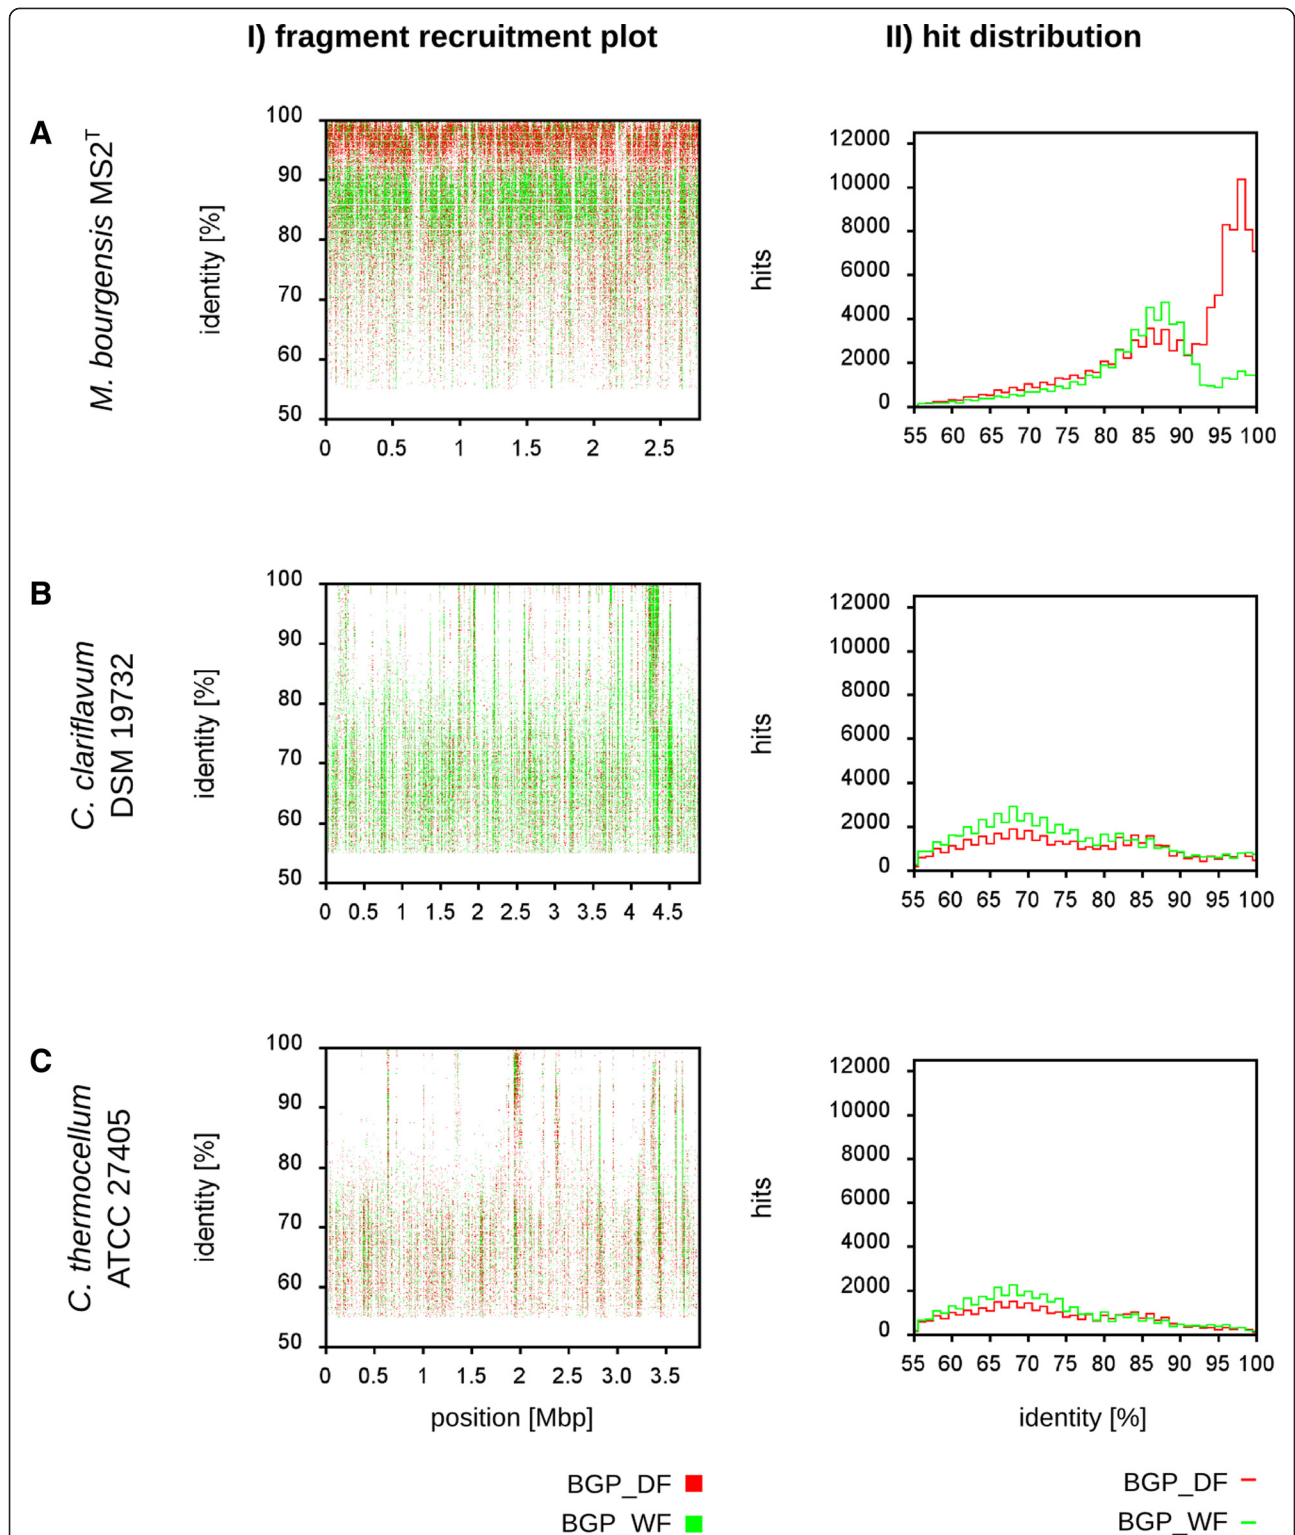 I) fragment recruitment plot
II) hit distribution
A
M. bourgensis MS2T
identity [%]
100
90
80
70
60
50
0 0.5 1 1.5 2 2.5
hits
12000
10000
8000
6000
4000
2000
0
55 60 65 70 75 80 85 90 95 100
B
C. clariflavum
DSM 19732
identity [%]
100
90
80
70
60
50
0 0.5 1 1.5 2 2.5 3 3.5 4 4.5
hits
12000
10000
8000
6000
4000
2000
0
55 60 65 70 75 80 85 90 95 100
C
C. thermocellum
ATCC 27405
identity [%]
100
90
80
70
60
50
0 0.5 1 1.5 2 2.5 3.0 3.5
position [Mbp]
hits
12000
10000
8000
6000
4000
2000
0
55 60 65 70 75 80 85 90 95 100
identity [%]
BGP_DF
BGP_WF
BGP_DF
BGP_WF